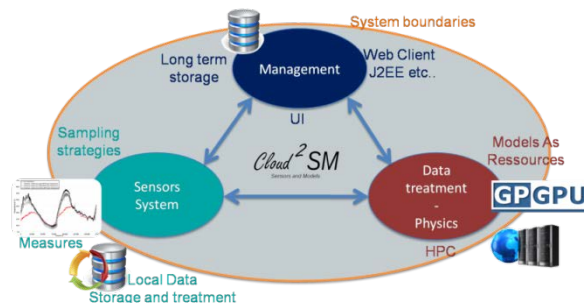 System boundaries
Long term
storage
Management
Web Client
J2EE etc..
UI
Sampling
strategies
Cloud2SM
Sensors and Models
Models As
Ressources
Sensors
System
Data
treatment
-
Physics
GPGPU
Measures
HPC
Local Data
Storage and treatment